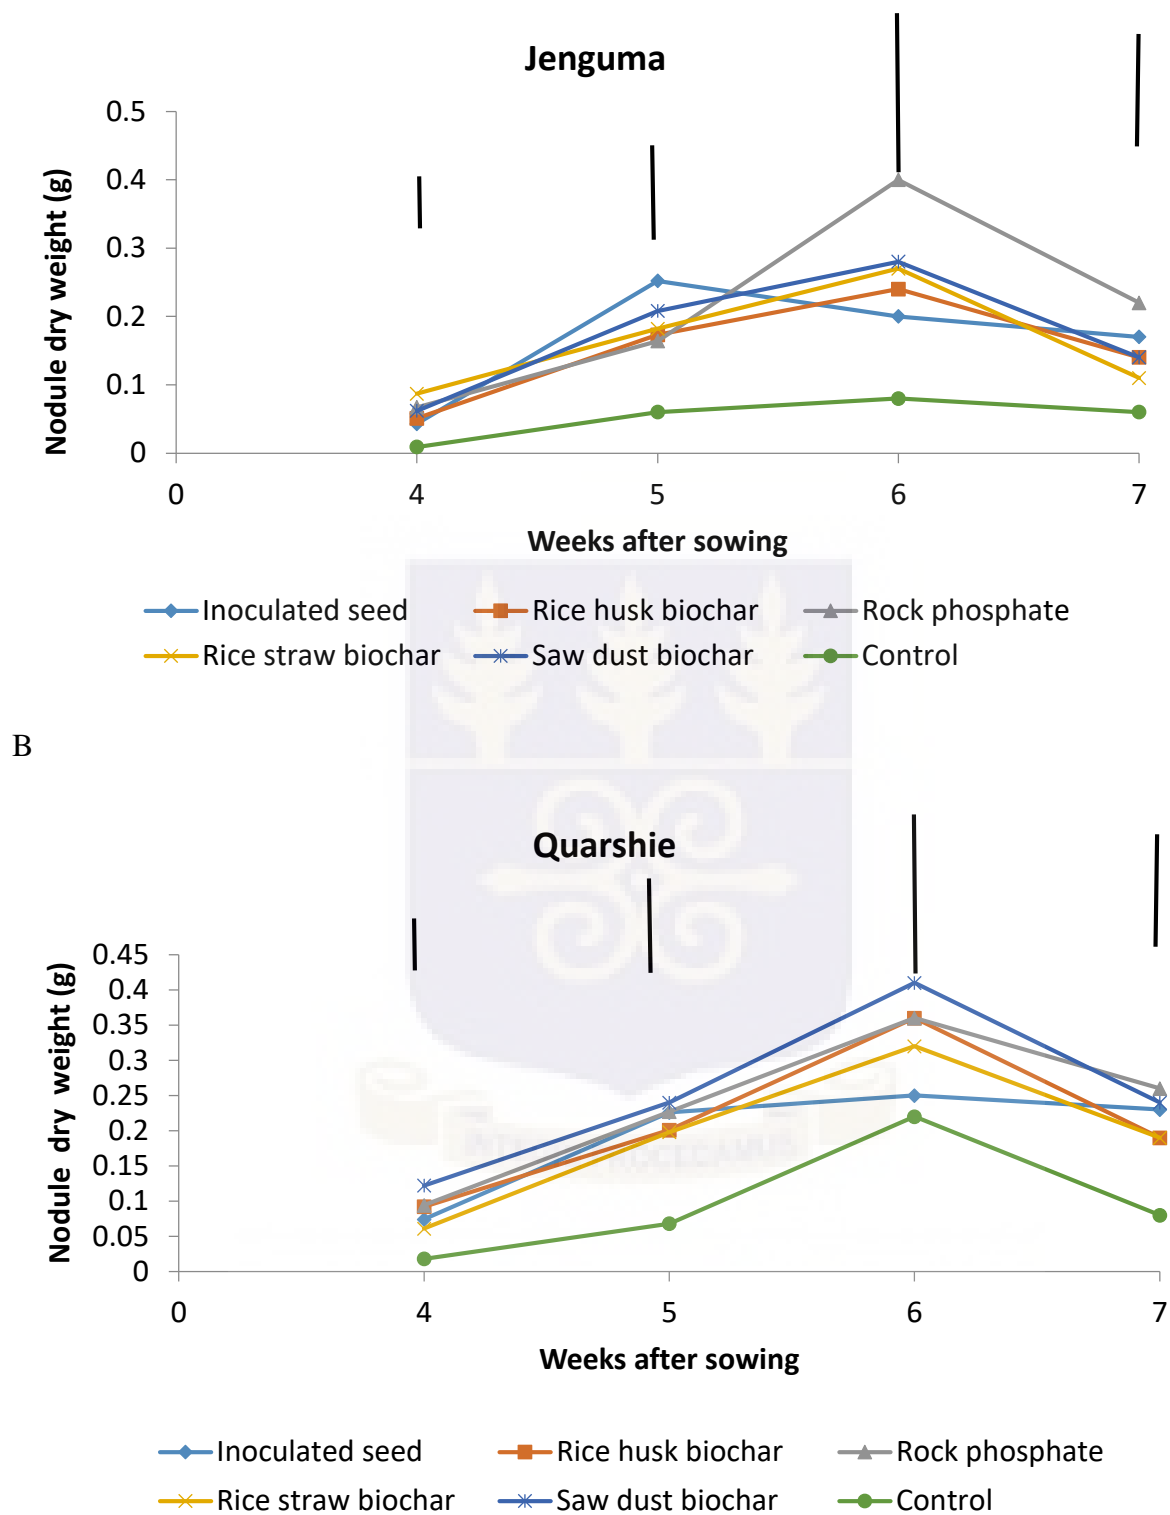 Jenguma
0.5
0.4
0.3
0.2
0.1
0
Nodule dry weight (g)
0 4 5 6 7
Weeks after sowing
Inoculated seed Rice husk biochar Rock phosphate
Rice straw biochar Saw dust biochar Control
B
Quarshie
0.45
0.4
0.35
0.3
0.25
0.2
0.15
0.1
0.05
0
Nodule dry weight (g)
0 4 5 6 7
Weeks after sowing
Inoculated seed Rice husk biochar Rock phosphate
Rice straw biochar Saw dust biochar Control